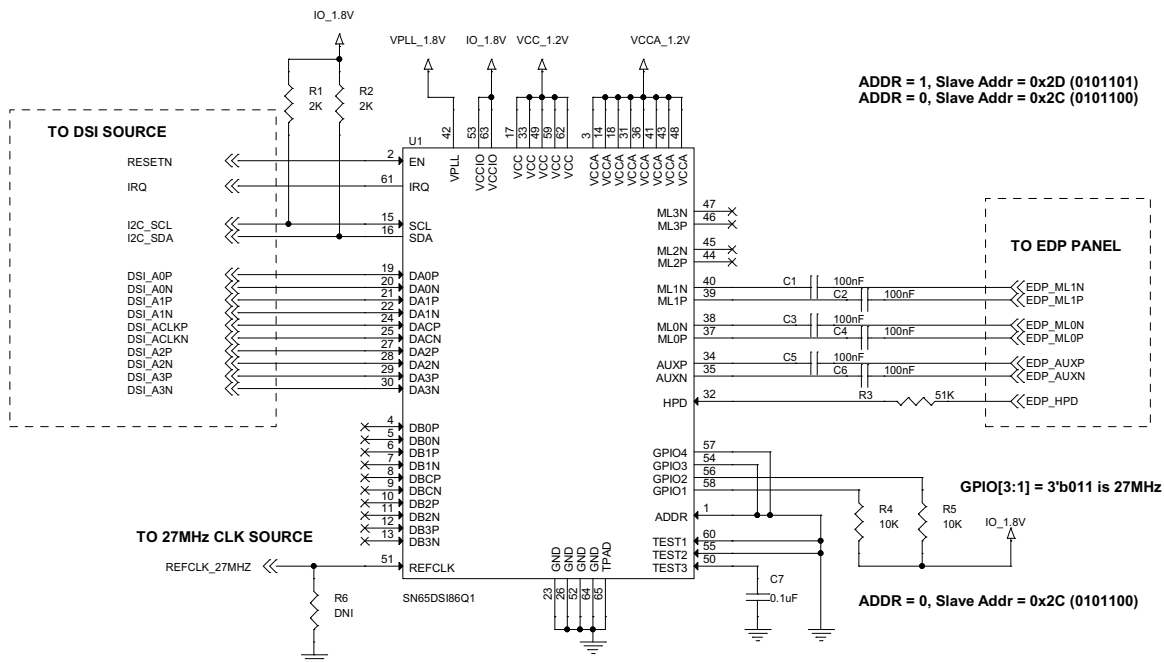 IO_1.8V
VPLL_1.8V IO_1.8V VCC_1.2V VCCA_1.2V
ADDR = 1, Slave Addr = 0x2D (0101101)
ADDR = 0, Slave Addr = 0x2C (0101100)
R1
2K
R2
2K
TO DSI SOURCE
RESETN
IRQ
I2C_SCL
I2C_SDA
DSI_A0P
DSI_A0N
DSI_A1P
DSI_A1N
DSI_ACLKP
DSI_ACLKN
DSI_A2P
DSI_A2N
DSI_A3P
DSI_A3N
U1
42 53 63 17 33 49 59 62 3 14 18 31 36 41 43 48
VPLL VCCIO VCCIO VCC VCC VCC VCC VCC VCCA VCCA VCCA VCCA VCCA VCCA VCCA VCCA
2 EN
61 IRQ
15 SCL
16 SDA
19 DA0P
20 DA0N
21 DA1P
22 DA1N
24 DACP
25 DACN
27 DA2P
28 DA2N
29 DA3P
30 DA3N
4 DB0P
5 DB0N
6 DB1P
7 DB1N
8 DBCP
9 DBCN
10 DB2P
11 DB2N
12 DB3P
13 DB3N
51 REFCLK
ML3N 47
ML3P 46
ML2N 45
ML2P 44
ML1N 40
ML1P 39
ML0N 38
ML0P 37
AUXP 34
AUXN 35
HPD 32
GPIO4 57
GPIO3 54
GPIO2 56
GPIO1 58
ADDR 1
TEST1 60
TEST2 55
TEST3 50
GND GND GND GND TPAD
23 26 52 64 65
SN65DSI86Q1
C1 100nF
C2 100nF
C3 100nF
C4 100nF
C5 100nF
C6 100nF
R3 51K
TO EDP PANEL
EDP_ML1N
EDP_ML1P
EDP_ML0N
EDP_ML0P
EDP_AUXP
EDP_AUXN
EDP_HPD
GPIO[3:1] = 3'b011 is 27MHz
R4
10K
R5
10K
IO_1.8V
TO 27MHz CLK SOURCE
REFCLK_27MHZ
R6
DNI
C7
0.1uF
ADDR = 0, Slave Addr = 0x2C (0101100)